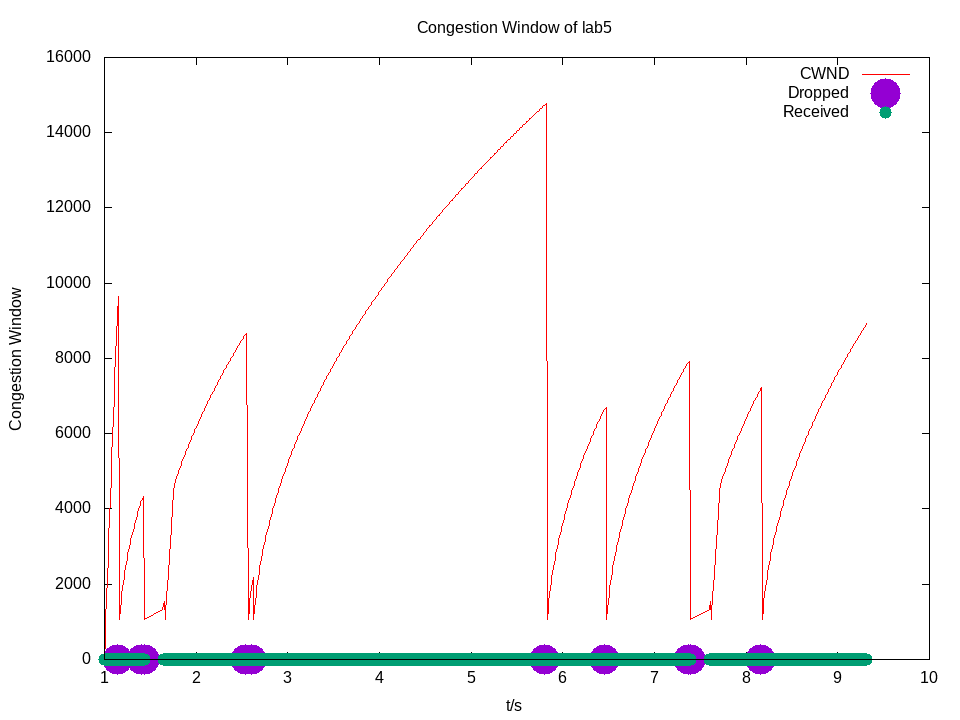 Congestion Window of lab5
CWND
Dropped
Received
16000
14000
12000
10000
8000
6000
4000
2000
0
Congestion Window
1 2 3 4 5 6 7 8 9 10
t/s